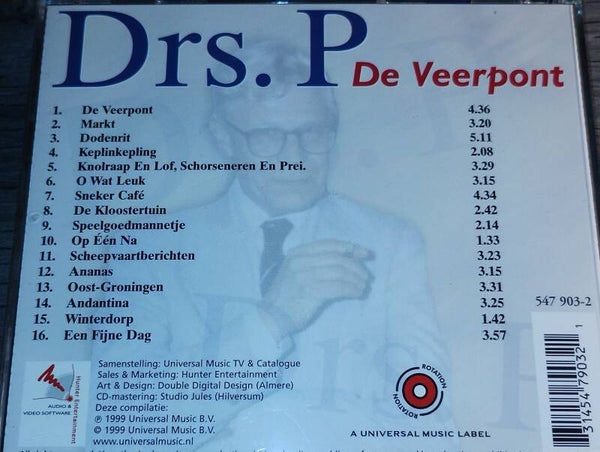 Drs. P De Veerpont
1. De Veerpont 4.36
2. Markt 3.20
3. Dodenrit 5.11
4. Keplinkepling 2.08
5. Knolraap En Lof, Schorseneren En Prei. 3.29
6. O Wat Leuk 3.15
7. Sneker Café 4.34
8. De Kloostertuin 2.42
9. Speelgoedmannetje 2.14
10. Op Één Na 1.33
11. Scheepvaartberichten 3.23
12. Ananas 3.15
13. Oost-Groningen 3.31
14. Andantina 3.25
15. Winterdorp 1.42
16. Een Fijne Dag 3.57
547 903-2
Samenstelling: Universal Music TV & Catalogue
Sales & Marketing: Hunter Entertainment
Art & Design: Double Digital Design (Almere)
CD-mastering: Studio Jules (Hilversum)
Deze compilatie:
℗ 1999 Universal Music B.V.
© 1999 Universal Music B.V.
www.universalmusic.nl
AUDIO &
VIDEO SOFTWARE
Hunter Entertainment
ROTATION
ROTATION
A UNIVERSAL MUSIC LABEL
31454 79032 1